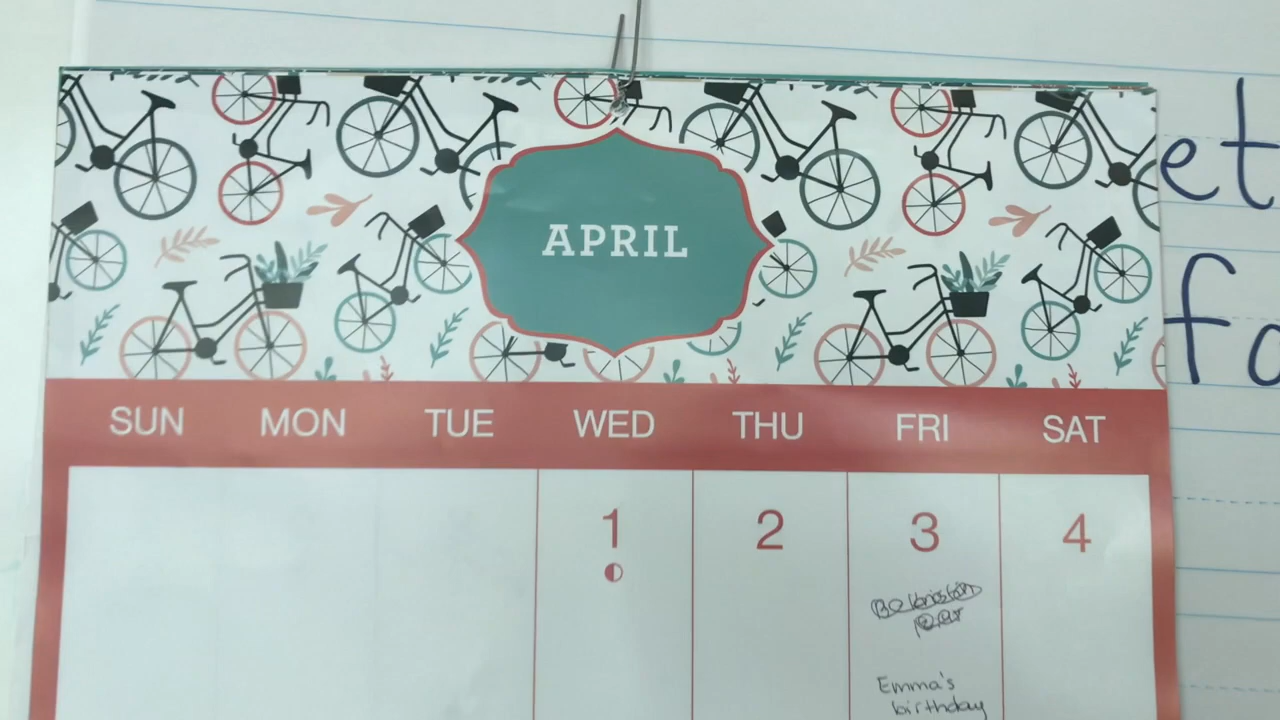 et
fo
APRIL
SUN MON TUE WED THU FRI SAT
1 2 3 4
Emma's
birthday